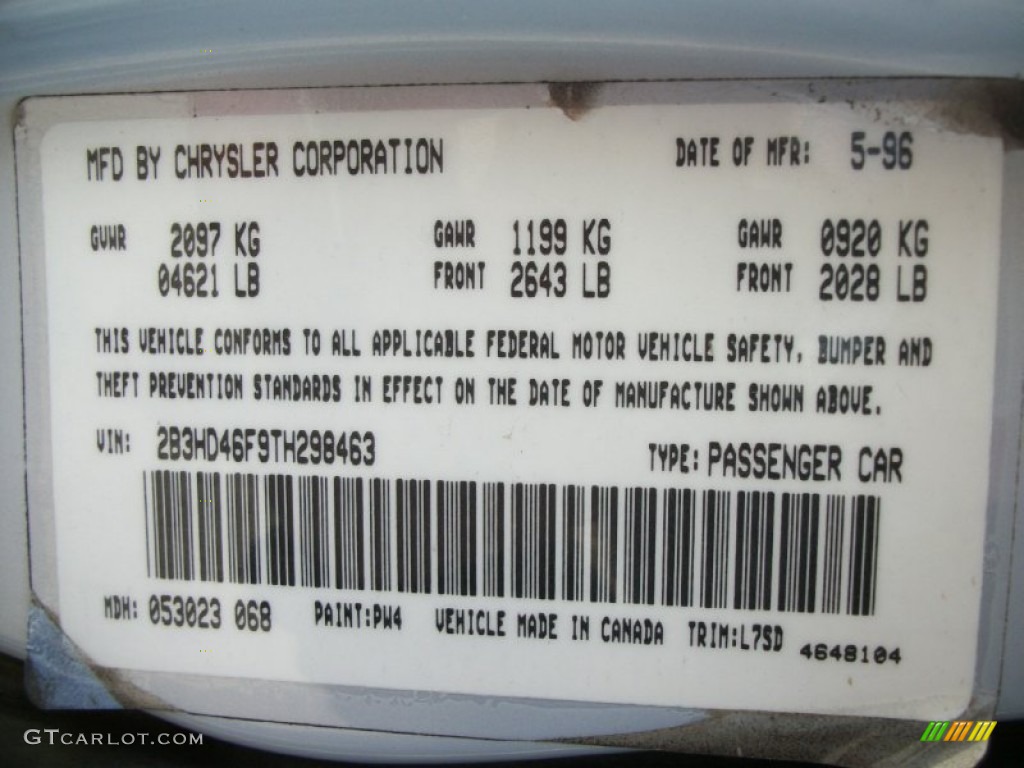 MFD BY CHRYSLER CORPORATION DATE OF MFR: 5-96
GVWR 2097 KG GAWR 1199 KG GAWR 0920 KG
04621 LB FRONT 2643 LB FRONT 2028 LB
THIS VEHICLE CONFORMS TO ALL APPLICABLE FEDERAL MOTOR VEHICLE SAFETY, BUMPER AND
THEFT PREVENTION STANDARDS IN EFFECT ON THE DATE OF MANUFACTURE SHOWN ABOVE.
VIN: 2B3HD46F9TH298463 TYPE: PASSENGER CAR
MDH: 053023 068 PAINT:PW4 VEHICLE MADE IN CANADA TRIM:L7SD 4648104
GTCARLOT.COM